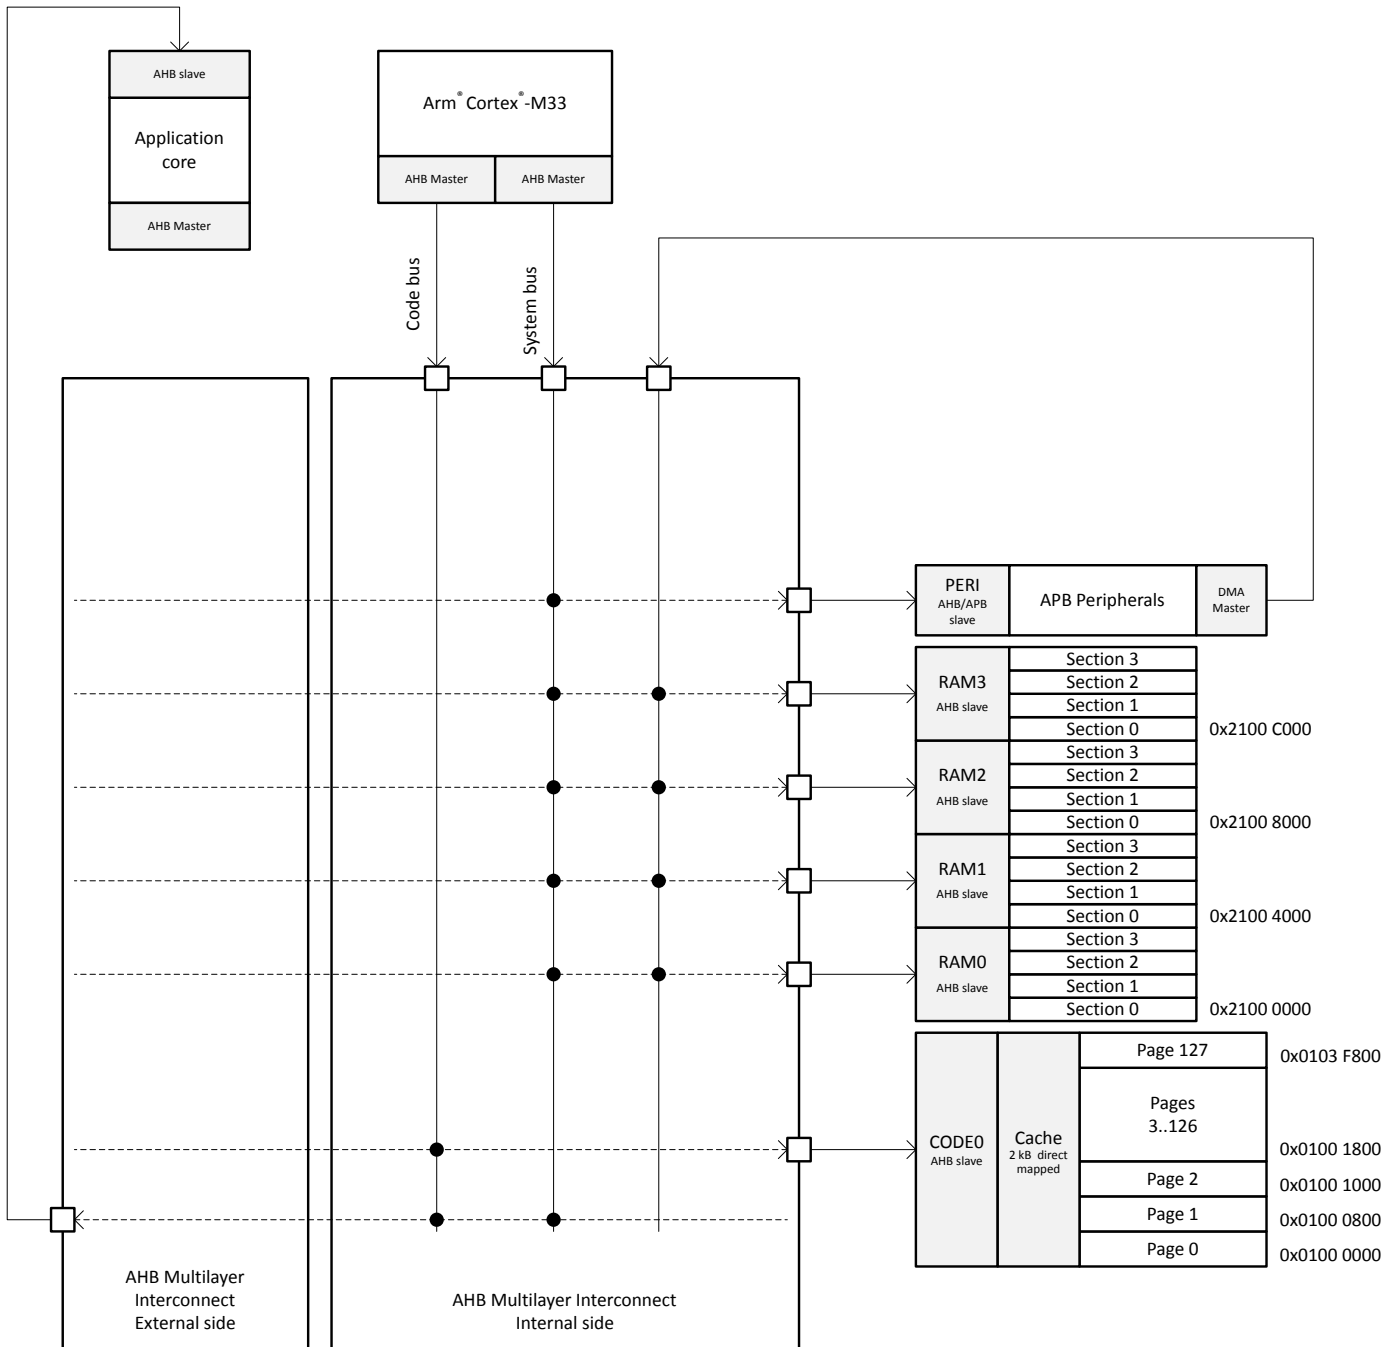 AHB slave
Application
core
AHB Master
Arm® Cortex®-M33
AHB Master
AHB Master
Code bus
System bus
PERI
AHB/APB
slave
APB Peripherals
DMA
Master
RAM3
AHB slave
Section 3
Section 2
Section 1
Section 0
0x2100 C000
RAM2
AHB slave
Section 3
Section 2
Section 1
Section 0
0x2100 8000
RAM1
AHB slave
Section 3
Section 2
Section 1
Section 0
0x2100 4000
RAM0
AHB slave
Section 3
Section 2
Section 1
Section 0
0x2100 0000
CODE0
AHB slave
Cache
2 kB direct
mapped
Page 127
0x0103 F800
Pages
3..126
0x0100 1800
Page 2
0x0100 1000
Page 1
0x0100 0800
Page 0
0x0100 0000
AHB Multilayer
Interconnect
External side
AHB Multilayer Interconnect
Internal side